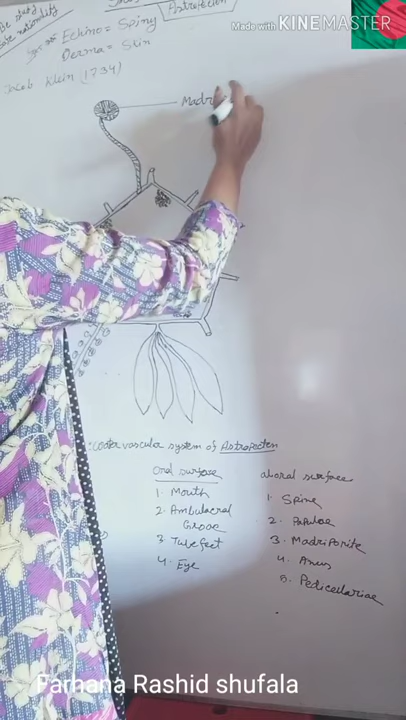 Made with KINEMASTER
Astropecten
Echino = Spiny
Derma = Skin
Jacob Klein (1734)
Madri
Water vascular system of Astropecten
Oral surface
1. Mouth
2. Ambulacral
Groove
3. Tube feet
4. Eye
aboral surface
1. Spine
2. Papulae
3. Madriporite
4. Anus
5. Pedicellariae
Farhana Rashid shufala